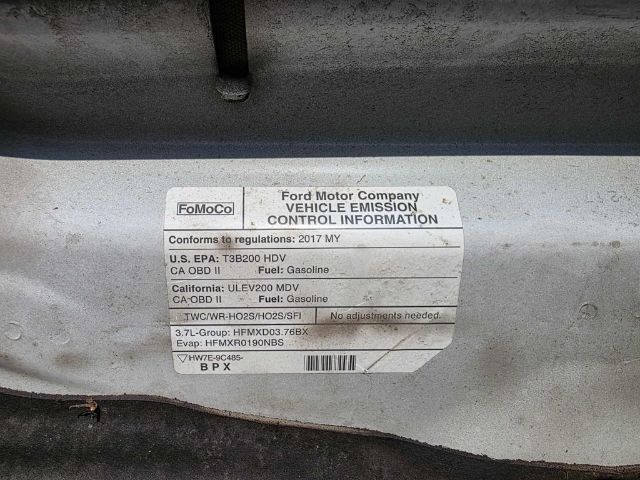 FoMoCo
Ford Motor Company
VEHICLE EMISSION
CONTROL INFORMATION
Conforms to regulations: 2017 MY
U.S. EPA: T3B200 HDV
CA OBD II Fuel: Gasoline
California: ULEV200 MDV
CA OBD II Fuel: Gasoline
TWC/WR-HO2S/HO2S/SFI No adjustments needed.
3.7L-Group: HFMXD03.76BX
Evap: HFMXR0190NBS
HW7E-9C485-
BPX